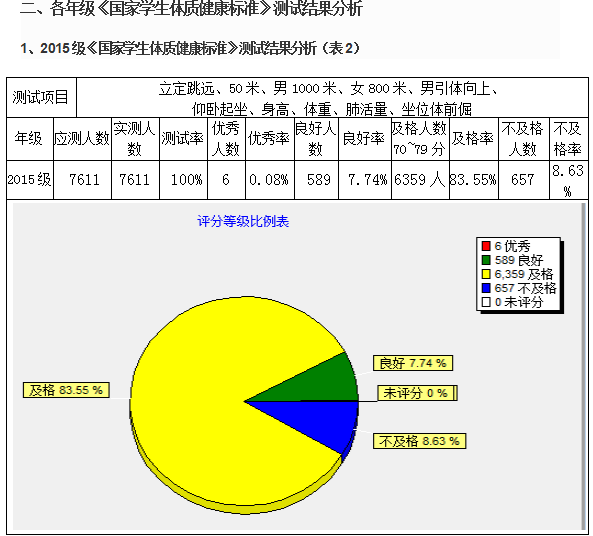 二、各年级《国家学生体质健康标准》测试结果分析
1、2015级《国家学生体质健康标准》测试结果分析（表2）
测试项目
立定跳远、50米、男1000米、女800米、男引体向上、
仰卧起坐、身高、体重、肺活量、坐位体前倔
年级 应测人数 实测人数 测试率 优秀人数 优秀率 良好人数 良好率 及格人数70~79分 及格率 不及格人数 不及格率
2015级 7611 7611 100% 6 0.08% 589 7.74% 6359人 83.55% 657 8.63%
评分等级比例表
6 优秀
589 良好
6,359 及格
657 不及格
0 未评分
良好 7.74 %
及格 83.55 %
未评分 0 %
不及格 8.63 %